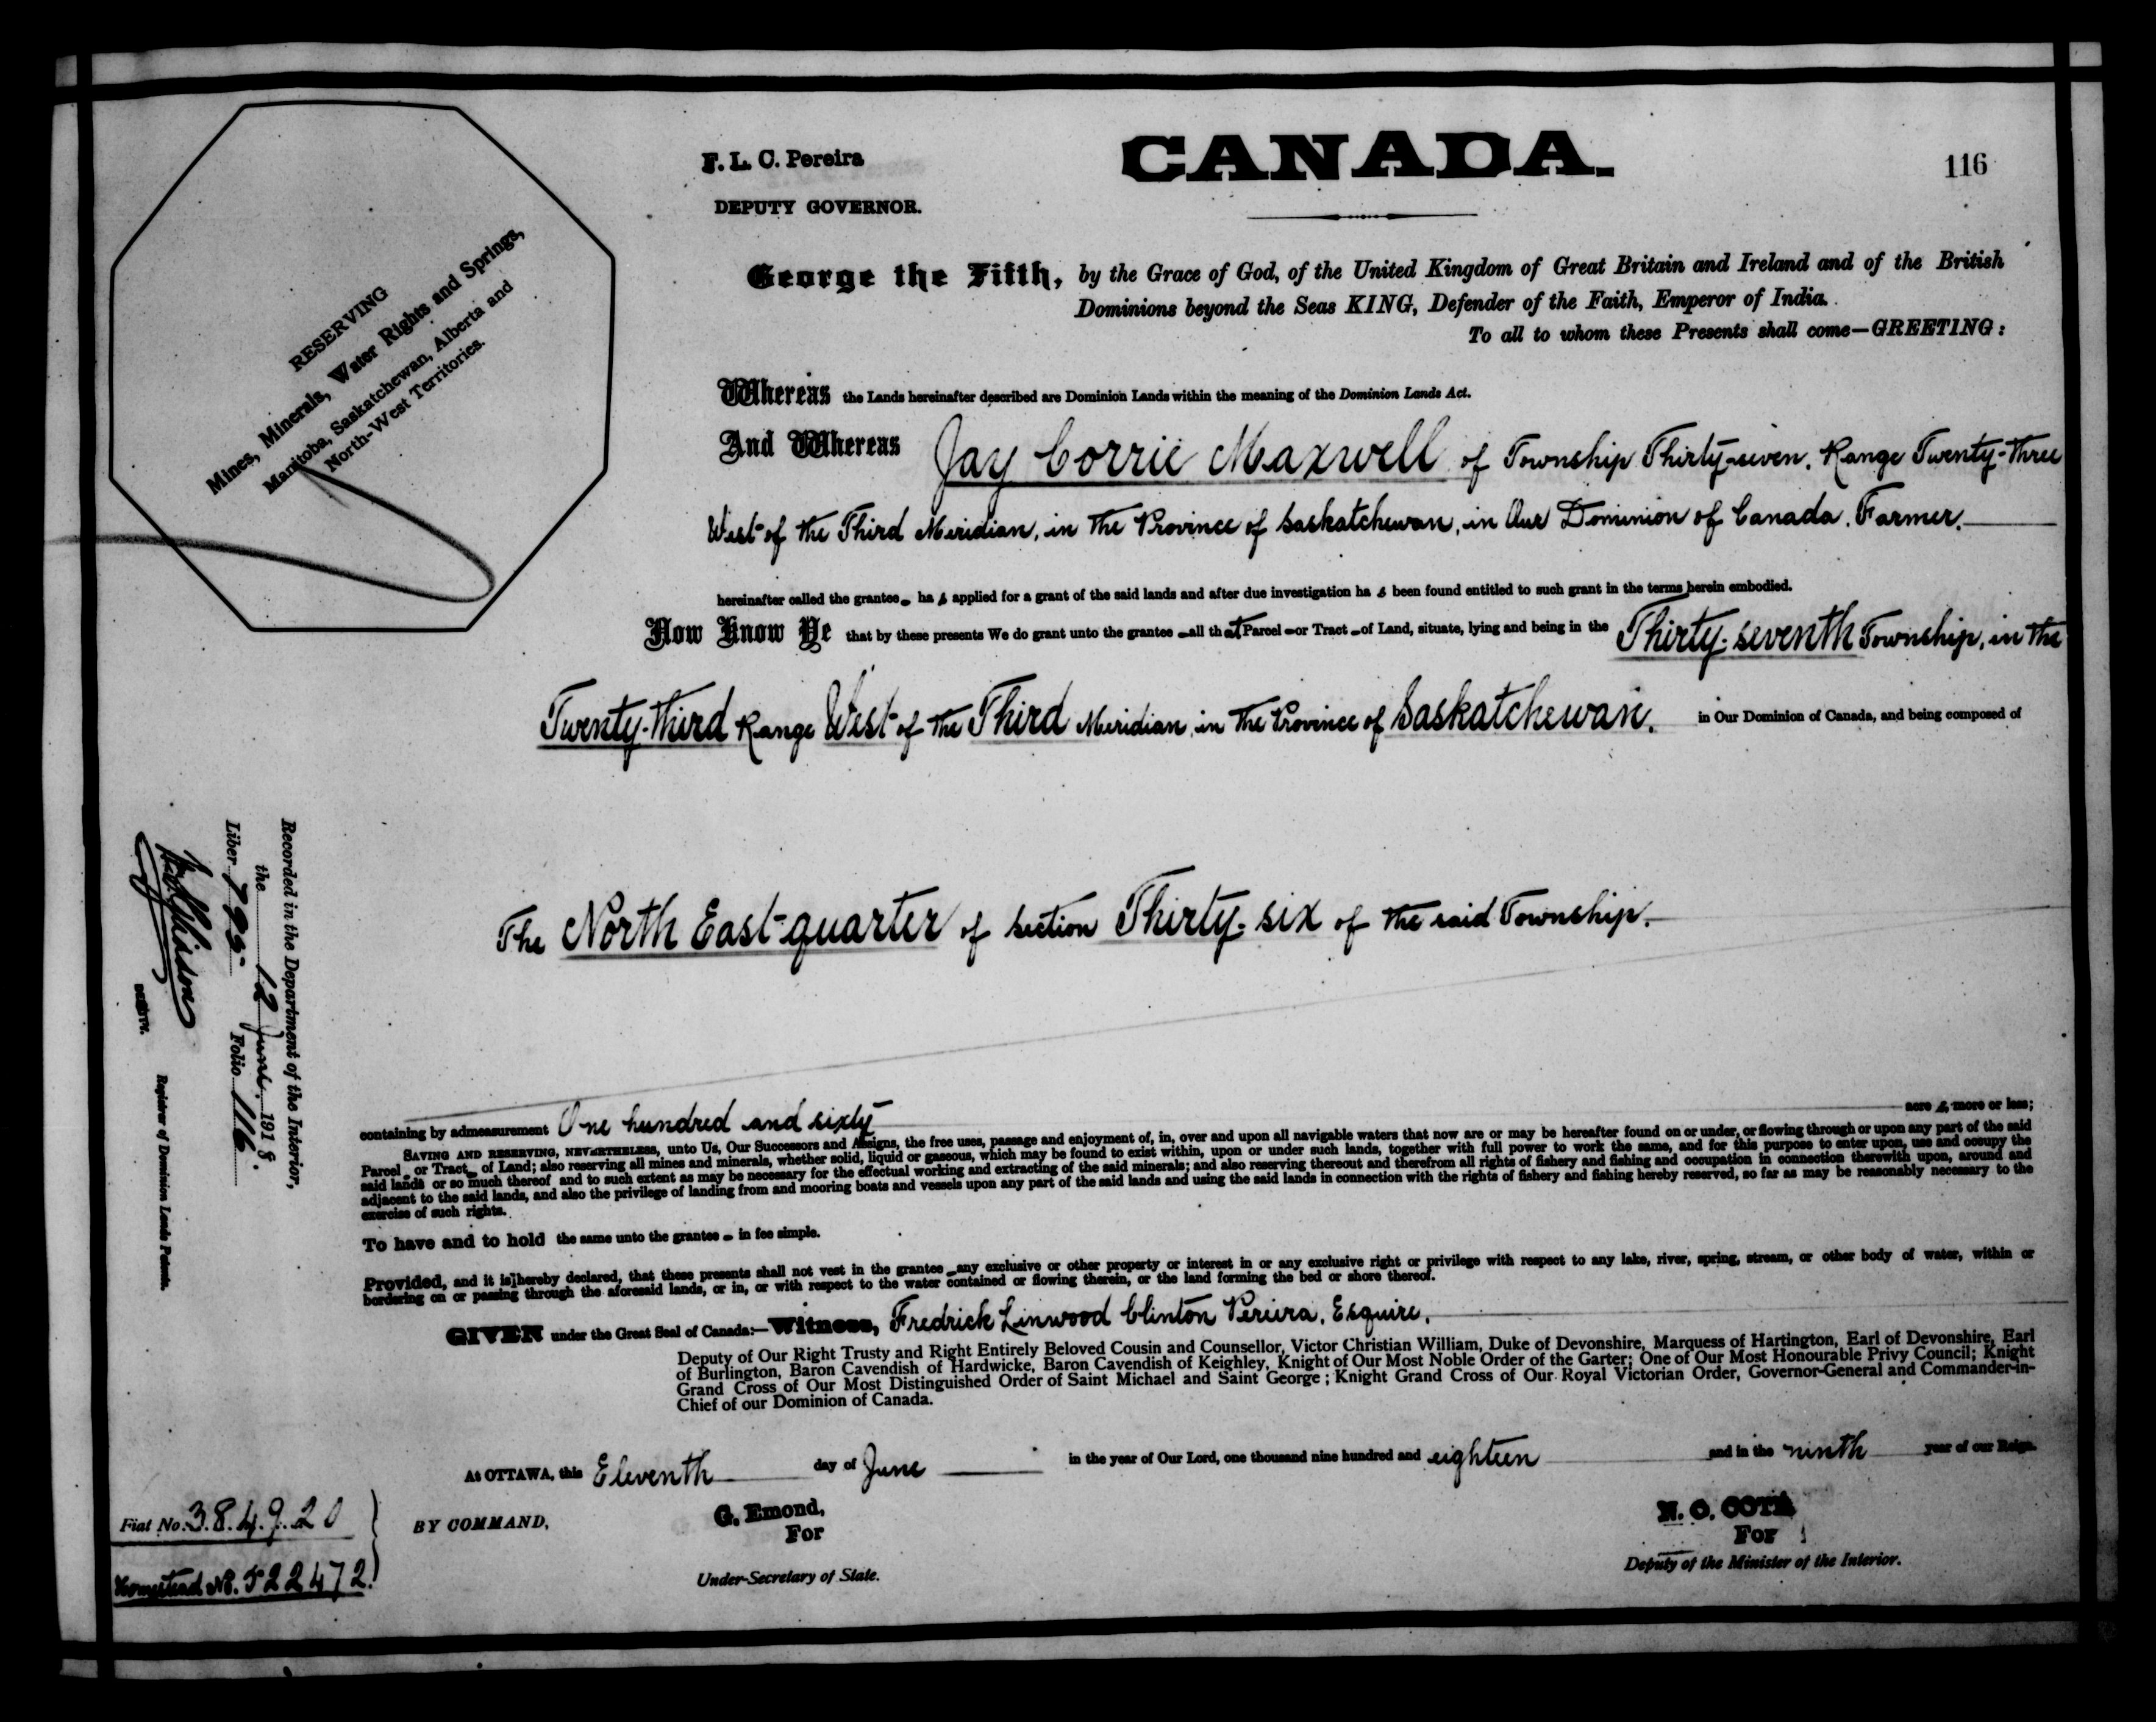 F. L. C. Pereira
DEPUTY GOVERNOR.
CANADA.
116
RESERVING
Mines, Minerals, Water Rights and Springs,
Manitoba, Saskatchewan, Alberta and
North-West Territories.
George the Fifth, by the Grace of God, of the United Kingdom of Great Britain and Ireland and of the British
Dominions beyond the Seas KING, Defender of the Faith, Emperor of India.
To all to whom these Presents shall come—GREETING:
Whereas the Lands hereinafter described are Dominion Lands within the meaning of the Dominion Lands Act.
And Whereas Jay Corrie Maxwell of Township Thirty-seven, Range Twenty-three
West of the Third Meridian, in the Province of Saskatchewan, in Our Dominion of Canada, Farmer,
hereinafter called the grantee ha s applied for a grant of the said lands and after due investigation ha s been found entitled to such grant in the terms herein embodied.
Now Know Ye that by these presents We do grant unto the grantee all that Parcel or Tract of Land, situate, lying and being in the Thirty-seventh Township, in the
Twenty-third Range West of the Third Meridian, in the Province of Saskatchewan, in Our Dominion of Canada, and being composed of
The North East quarter of section Thirty-six of the said Township.
containing by admeasurement One hundred and sixty acre s, more or less;
SAVING AND RESERVING, NEVERTHELESS, unto Us, Our Successors and Assigns, the free uses, passage and enjoyment of, in, over and upon all navigable waters that now are or may be hereafter found on or under, or flowing through or upon any part of the said
Parcel or Tract of Land; also reserving all mines and minerals, whether solid, liquid or gaseous, which may be found to exist within, upon or under such lands, together with full power to work the same, and for this purpose to enter upon, use and occupy the
said lands or so much thereof and to such extent as may be necessary for the effectual working and extracting of the said minerals; and also reserving thereout and therefrom all rights of fishery and fishing and occupation in connection therewith upon, around and
adjacent to the said lands, and also the privilege of landing from and mooring boats and vessels upon any part of the said lands and using the said lands in connection with the rights of fishery and fishing hereby reserved, so far as may be reasonably necessary to the
exercise of such rights.
To have and to hold the same unto the grantee in fee simple.
Provided, and it is hereby declared, that these presents shall not vest in the grantee any exclusive or other property or interest in or any exclusive right or privilege with respect to any lake, river, spring, stream, or other body of water, within or
bordering on or passing through the aforesaid lands, or in, or with respect to the water contained or flowing therein, or the land forming the bed or shore thereof.
GIVEN under the Great Seal of Canada:—Witness, Fredrick Linwood Clinton Pereira, Esquire,
Deputy of Our Right Trusty and Right Entirely Beloved Cousin and Counsellor, Victor Christian William, Duke of Devonshire, Marquess of Hartington, Earl of Devonshire, Earl
of Burlington, Baron Cavendish of Hardwicke, Baron Cavendish of Keighley, Knight of Our Most Noble Order of the Garter; One of Our Most Honourable Privy Council; Knight
Grand Cross of Our Most Distinguished Order of Saint Michael and Saint George; Knight Grand Cross of Our Royal Victorian Order, Governor-General and Commander-in-
Chief of our Dominion of Canada.
At OTTAWA, this Eleventh day of June in the year of Our Lord, one thousand nine hundred and eighteen and in the ninth year of our Reign.
BY COMMAND,
G. Emond,
For
Under-Secretary of State.
N. O. COTÉ
For
Deputy of the Minister of the Interior.
Fiat No. 384920
Homestead No. 522472
Recorded in the Department of the Interior,
the 12 June 1918.
Liber 795 Folio 116
DEPUTY.
Registrar of Dominion Lands Patents.